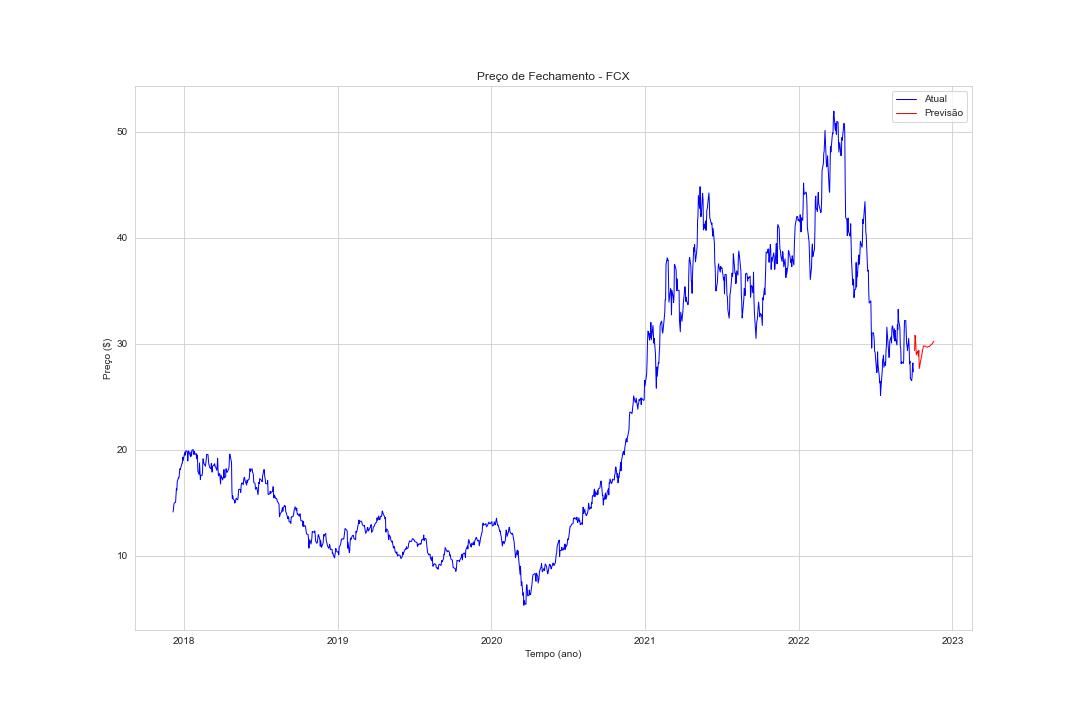 Preço de Fechamento - FCX
Atual
Previsão
50
40
30
20
10
Preço ($)
2018 2019 2020 2021 2022 2023
Tempo (ano)